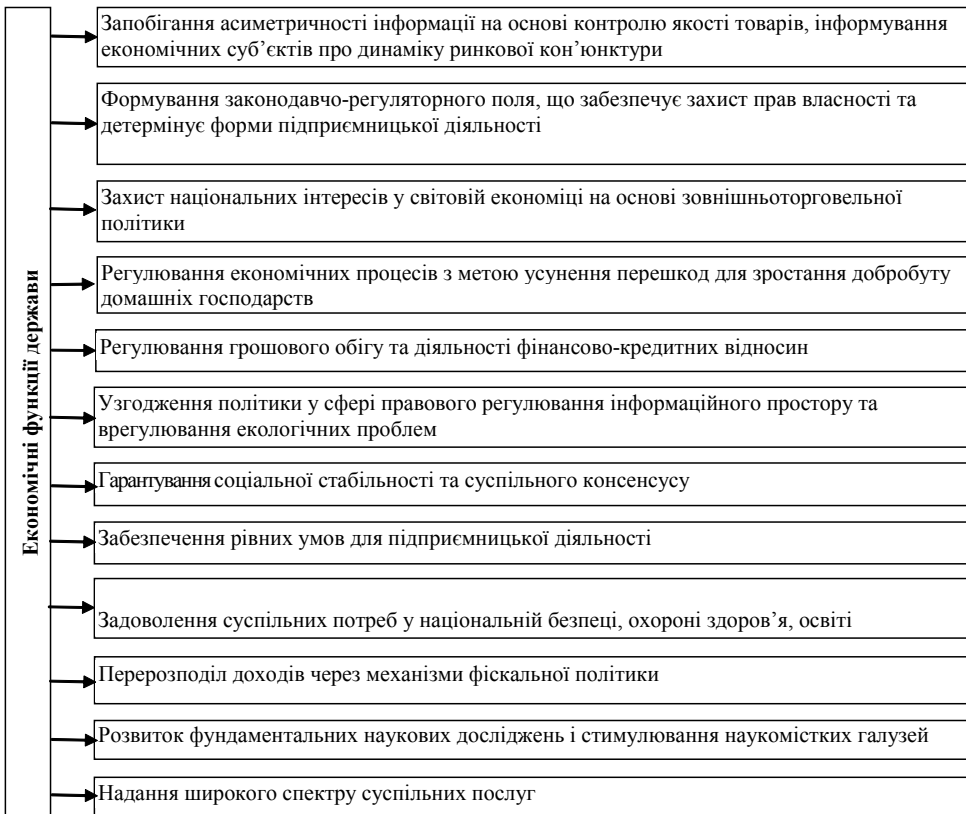 Економічні функції держави
Запобігання асиметричності інформації на основі контролю якості товарів, інформування
економічних суб’єктів про динаміку ринкової кон’юнктури
Формування законодавчо-регуляторного поля, що забезпечує захист прав власності та
детермінує форми підприємницької діяльності
Захист національних інтересів у світовій економіці на основі зовнішньоторговельної
політики
Регулювання економічних процесів з метою усунення перешкод для зростання добробуту
домашніх господарств
Регулювання грошового обігу та діяльності фінансово-кредитних відносин
Узгодження політики у сфері правового регулювання інформаційного простору та
врегулювання екологічних проблем
Гарантування соціальної стабільності та суспільного консенсусу
Забезпечення рівних умов для підприємницької діяльності
Задоволення суспільних потреб у національній безпеці, охороні здоров’я, освіті
Перерозподіл доходів через механізми фіскальної політики
Розвиток фундаментальних наукових досліджень і стимулювання наукомістких галузей
Надання широкого спектру суспільних послуг